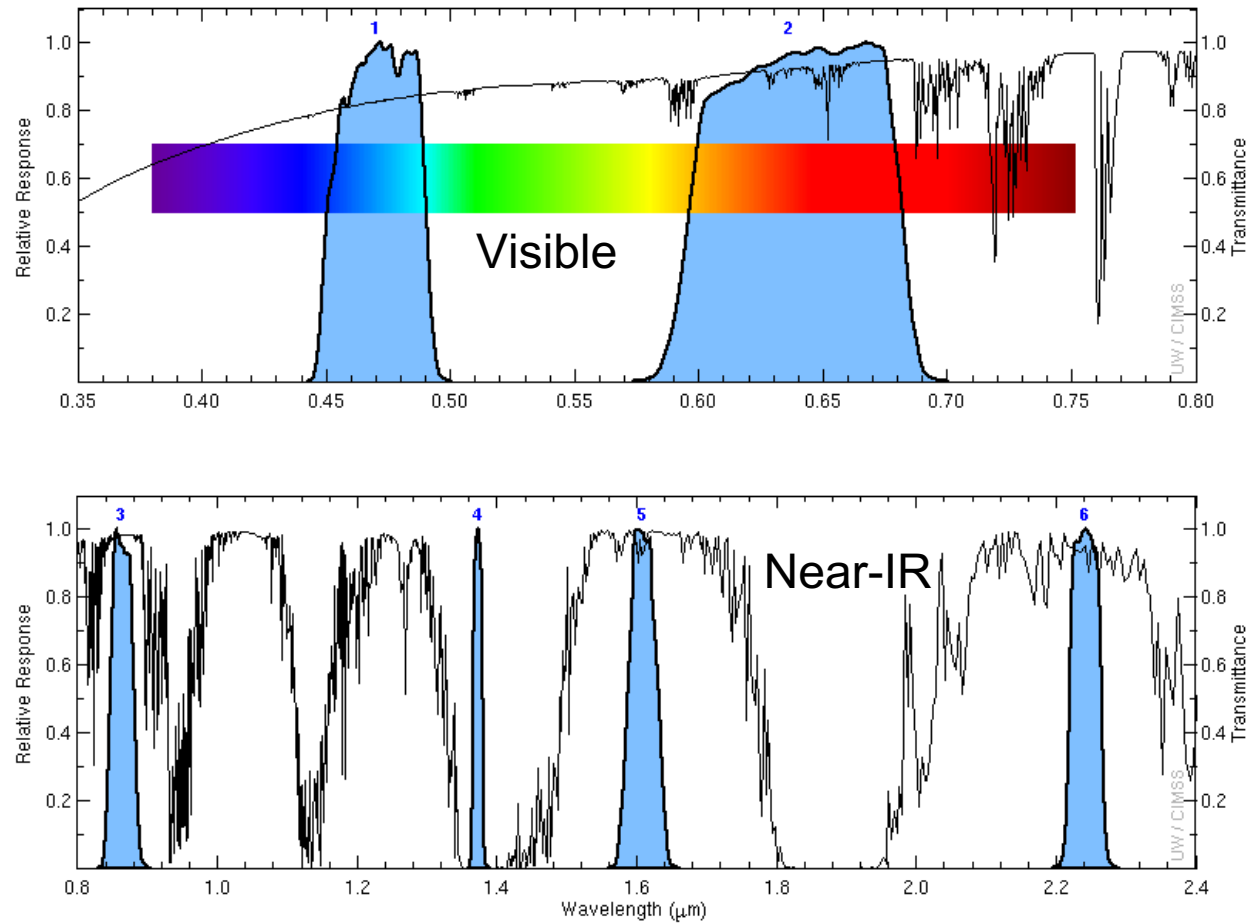 1 2
Relative Response
1.0
0.8
0.6
0.4
0.2
Visible
1.0
0.8
0.6
0.4
0.2
Transmittance
UW / CIMSS
0.35 0.40 0.45 0.50 0.55 0.60 0.65 0.70 0.75 0.80
3 4 5 6
Relative Response
1.0
0.8
0.6
0.4
0.2
Near-IR
1.0
0.8
0.6
0.4
0.2
Transmittance
UW / CIMSS
0.8 1.0 1.2 1.4 1.6 1.8 2.0 2.2 2.4
Wavelength (μm)